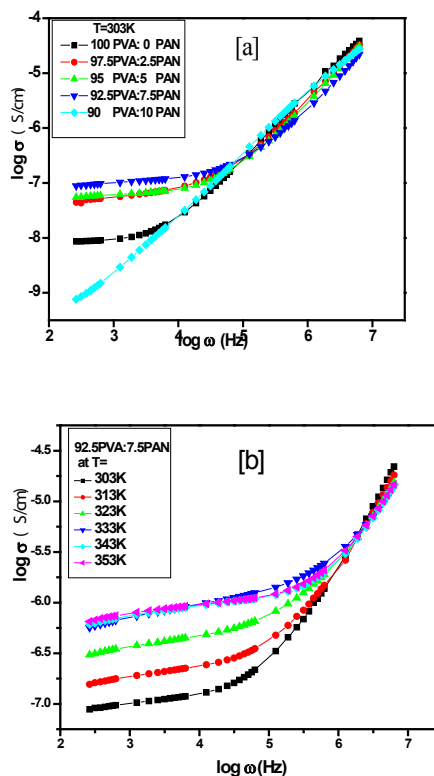 T=303K
[a]
100 PVA: 0 PAN
97.5PVA:2.5PAN
95 PVA:5 PAN
92.5PVA:7.5PAN
90 PVA:10 PAN
log σ ( S/cm)
-4
-5
-6
-7
-8
-9
2 3 4 5 6 7
log ω (Hz)
92.5PVA:7.5PAN
[b]
at T=
303K
313K
323K
333K
343K
353K
log σ ( S/cm)
-4.5
-5.0
-5.5
-6.0
-6.5
-7.0
2 3 4 5 6 7
log ω(Hz)